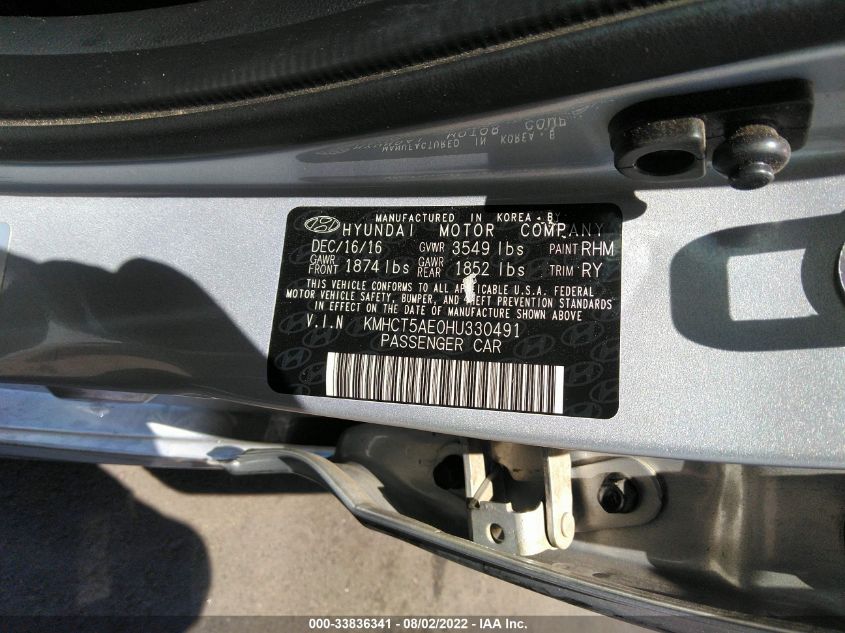 MANUFACTURED IN KOREA - B
HYUNDAI MOTOR COMPANY
DEC/16/16 GVWR 3549 lbs PAINT RHM
GAWR FRONT 1874 lbs GAWR REAR 1852 lbs TRIM RY
THIS VEHICLE CONFORMS TO ALL APPLICABLE U.S.A. FEDERAL
MOTOR VEHICLE SAFETY, BUMPER, AND THEFT PREVENTION STANDARDS
IN EFFECT ON THE DATE OF MANUFACTURE SHOWN ABOVE
V.I.N KMHCT5AE0HU330491
PASSENGER CAR
000-33836341 - 08/02/2022 - IAA Inc.